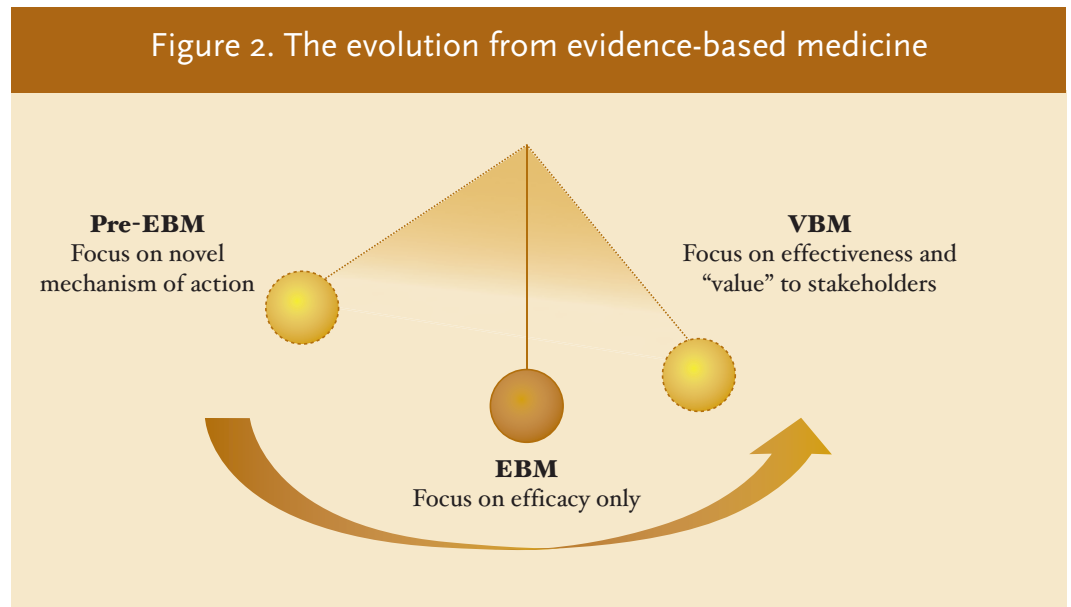 Figure 2. The evolution from evidence-based medicine
Pre-EBM
Focus on novel
mechanism of action
VBM
Focus on effectiveness and
“value” to stakeholders
EBM
Focus on efficacy only